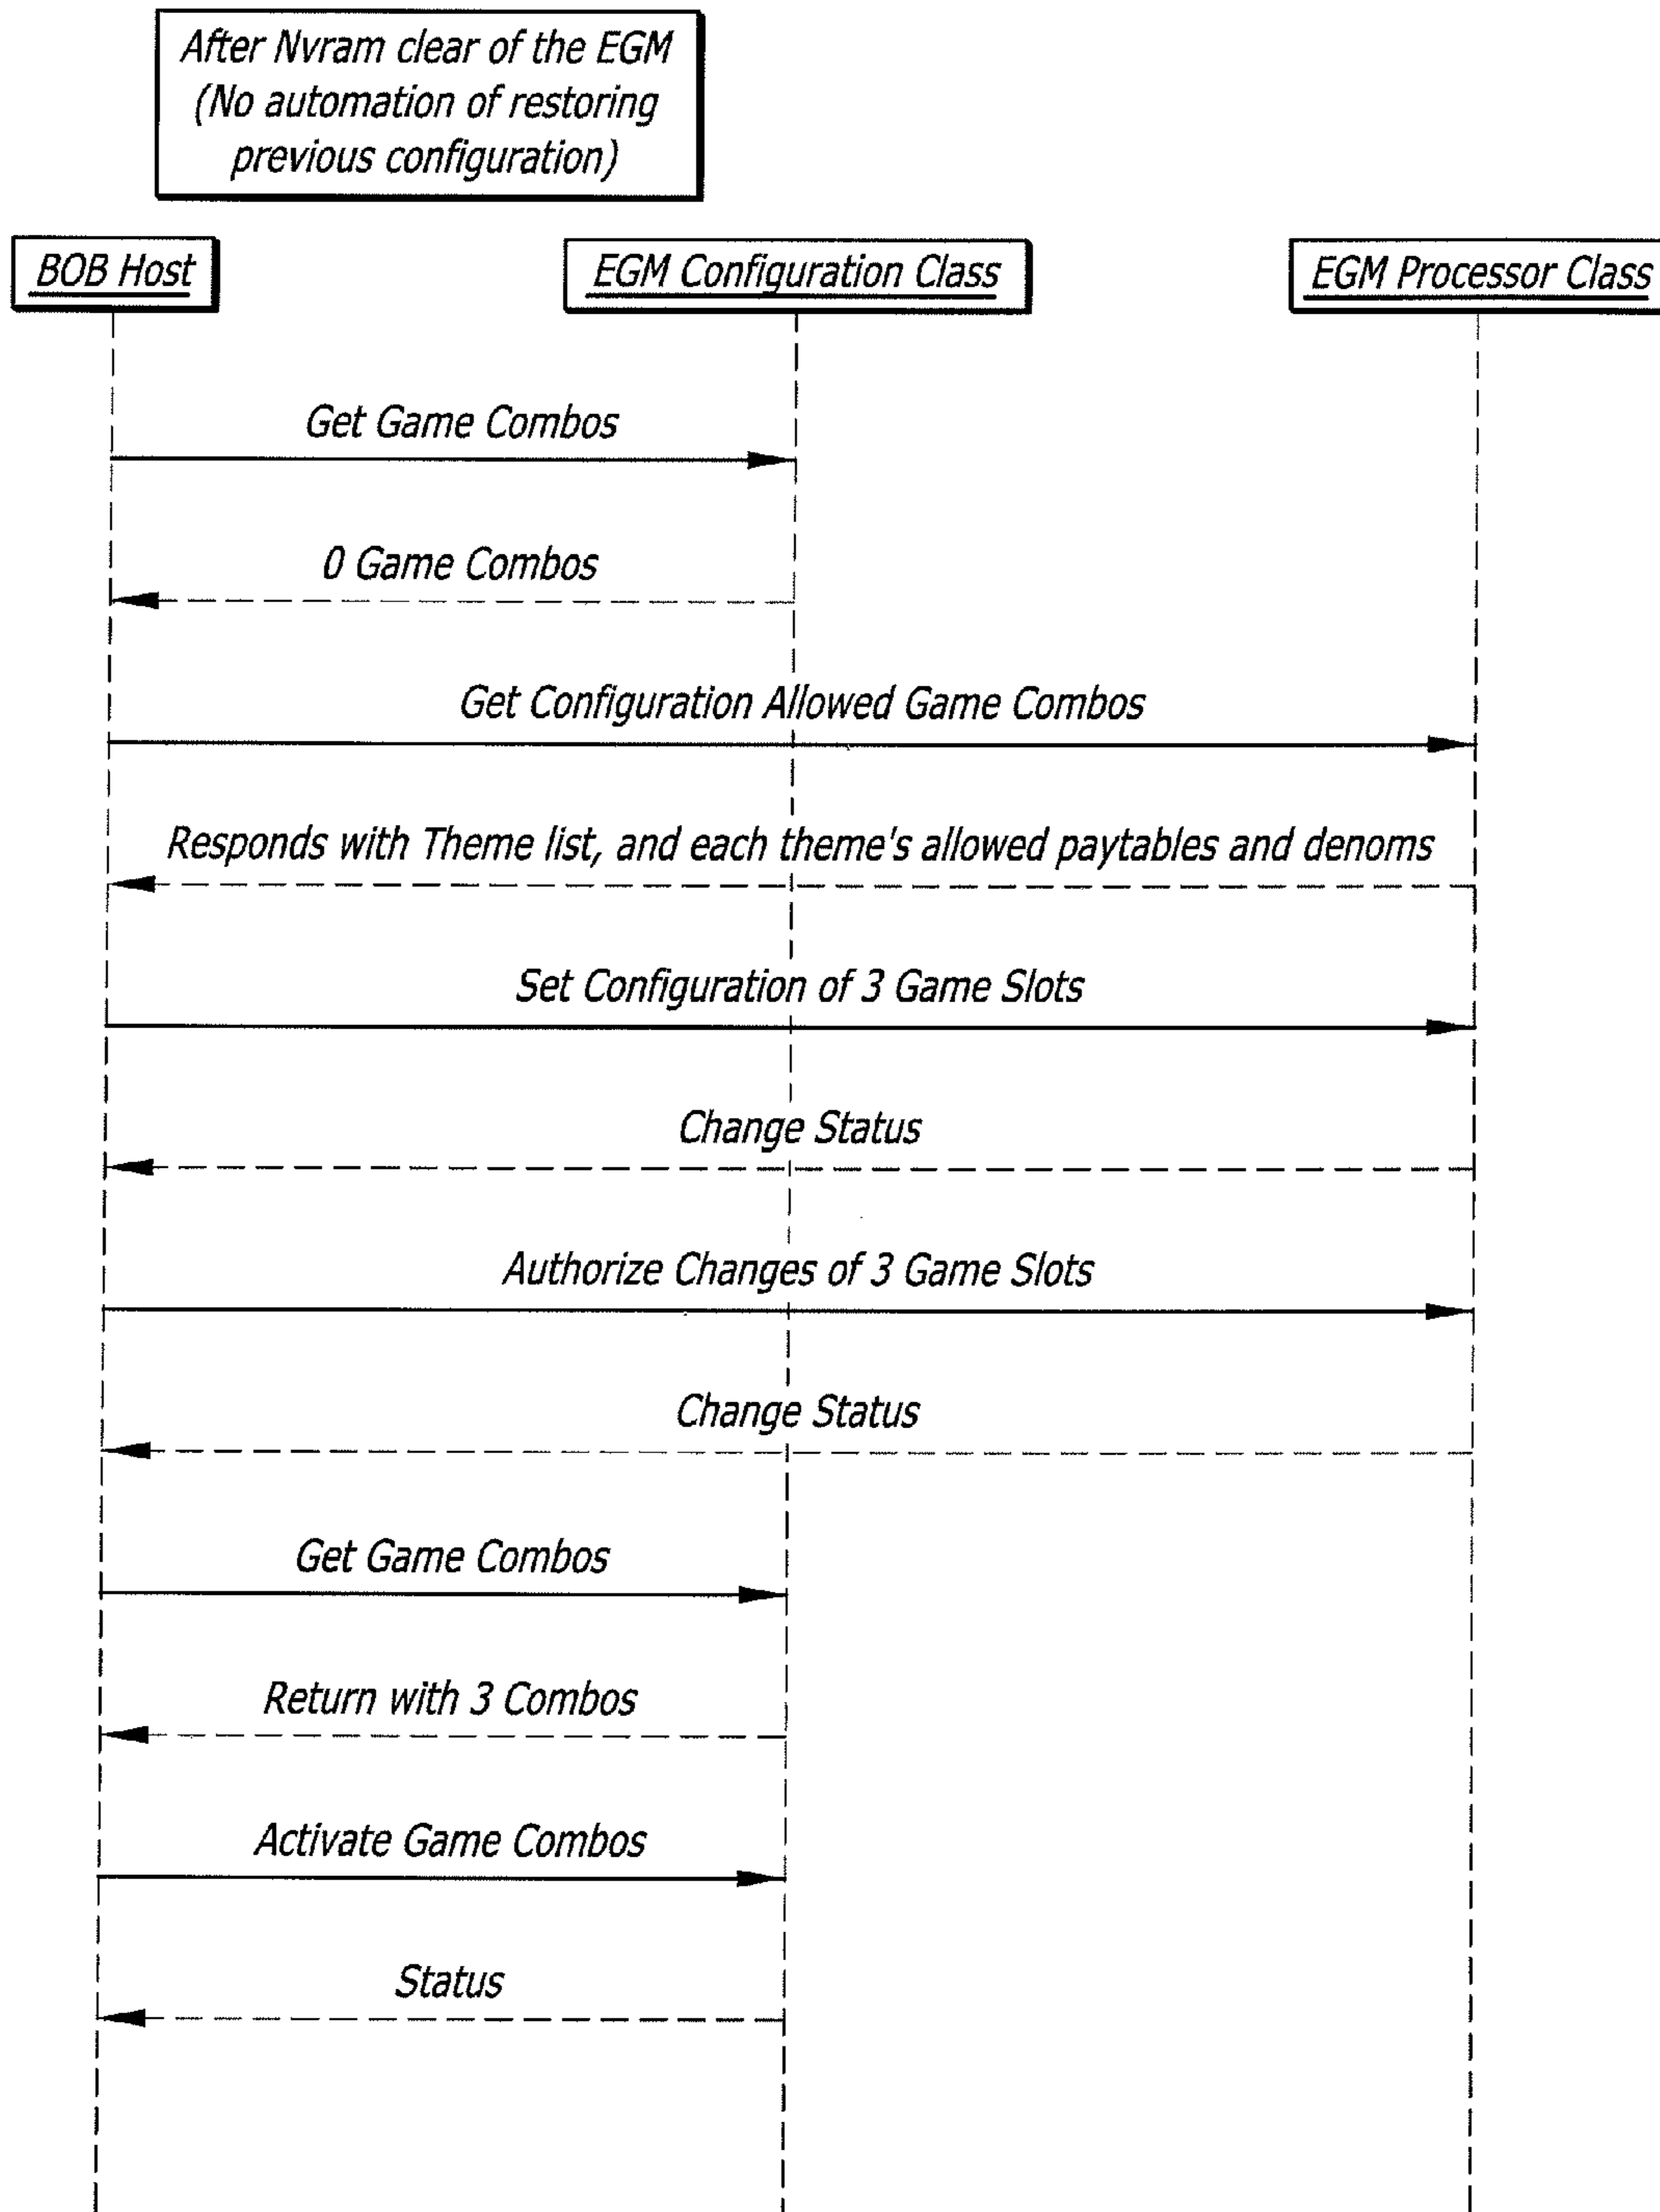 After Nvram clear of the EGM
(No automation of restoring
previous configuration)
BOB Host
EGM Configuration Class
EGM Processor Class
Get Game Combos
0 Game Combos
Get Configuration Allowed Game Combos
Responds with Theme list, and each theme's allowed paytables and denoms
Set Configuration of 3 Game Slots
Change Status
Authorize Changes of 3 Game Slots
Change Status
Get Game Combos
Return with 3 Combos
Activate Game Combos
Status